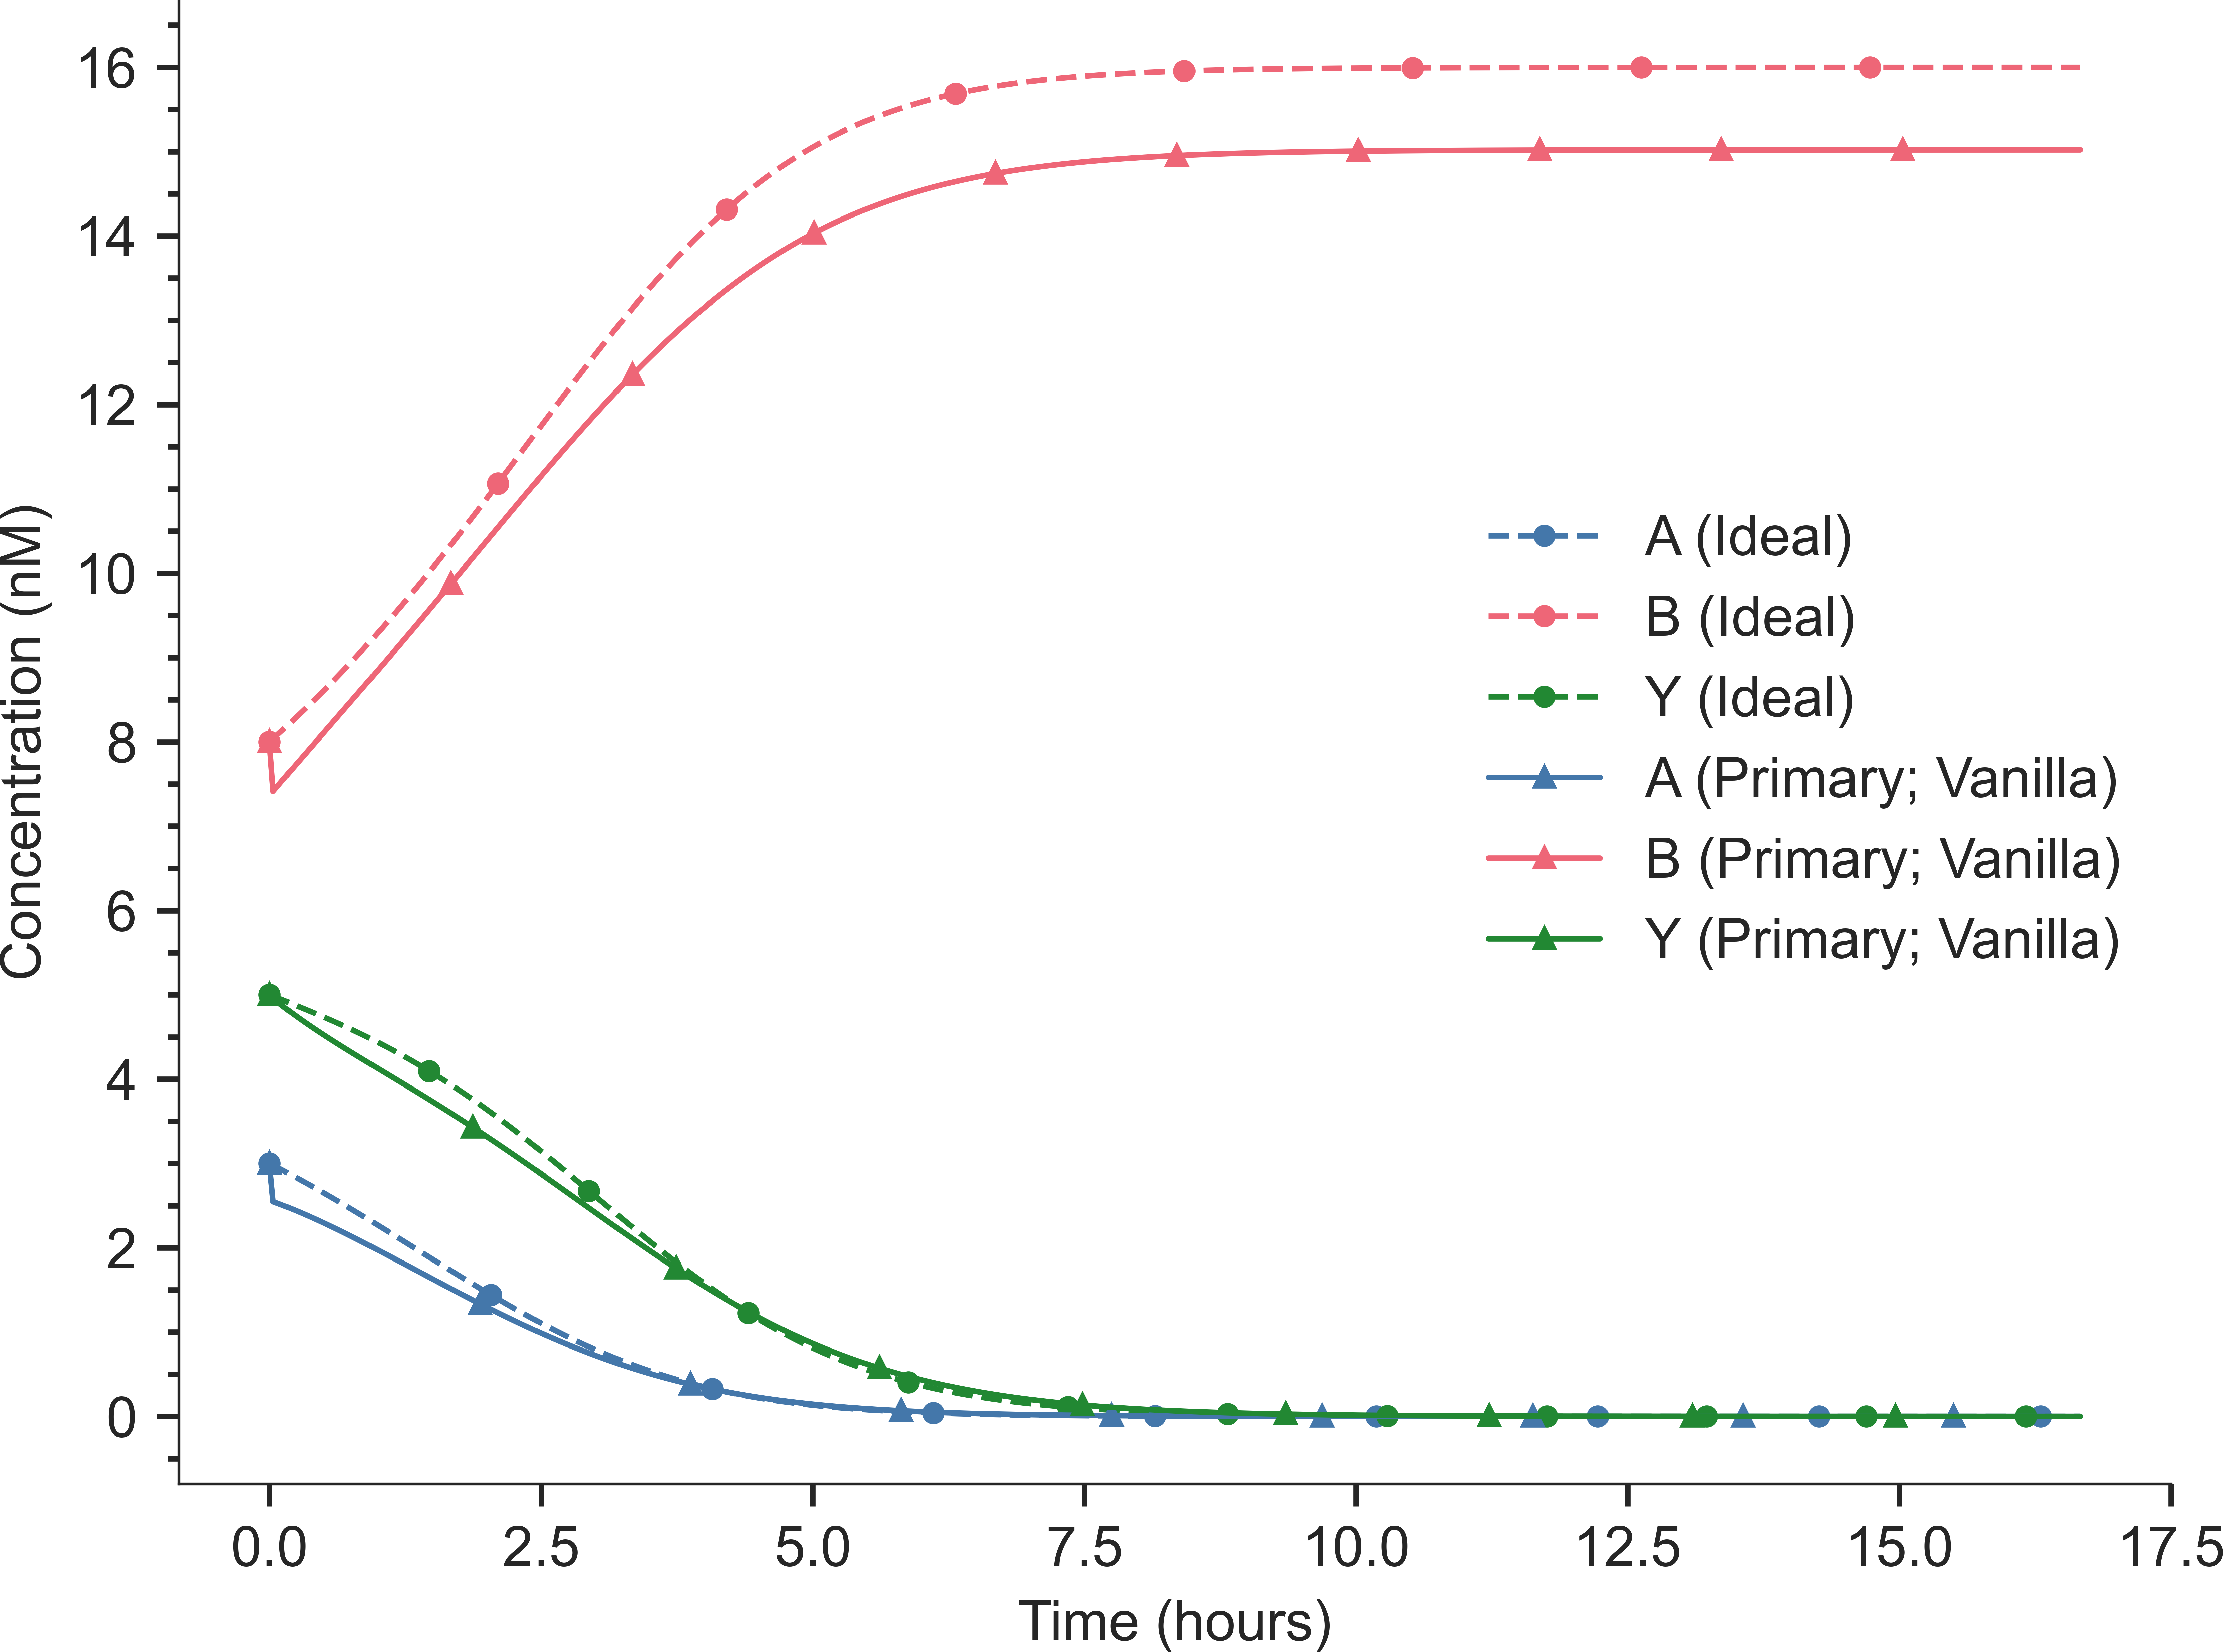 16
14
12
10
8
6
4
2
0
Concentration (nM)
A (Ideal)
B (Ideal)
Y (Ideal)
A (Primary; Vanilla)
B (Primary; Vanilla)
Y (Primary; Vanilla)
0.0 2.5 5.0 7.5 10.0 12.5 15.0 17.5
Time (hours)